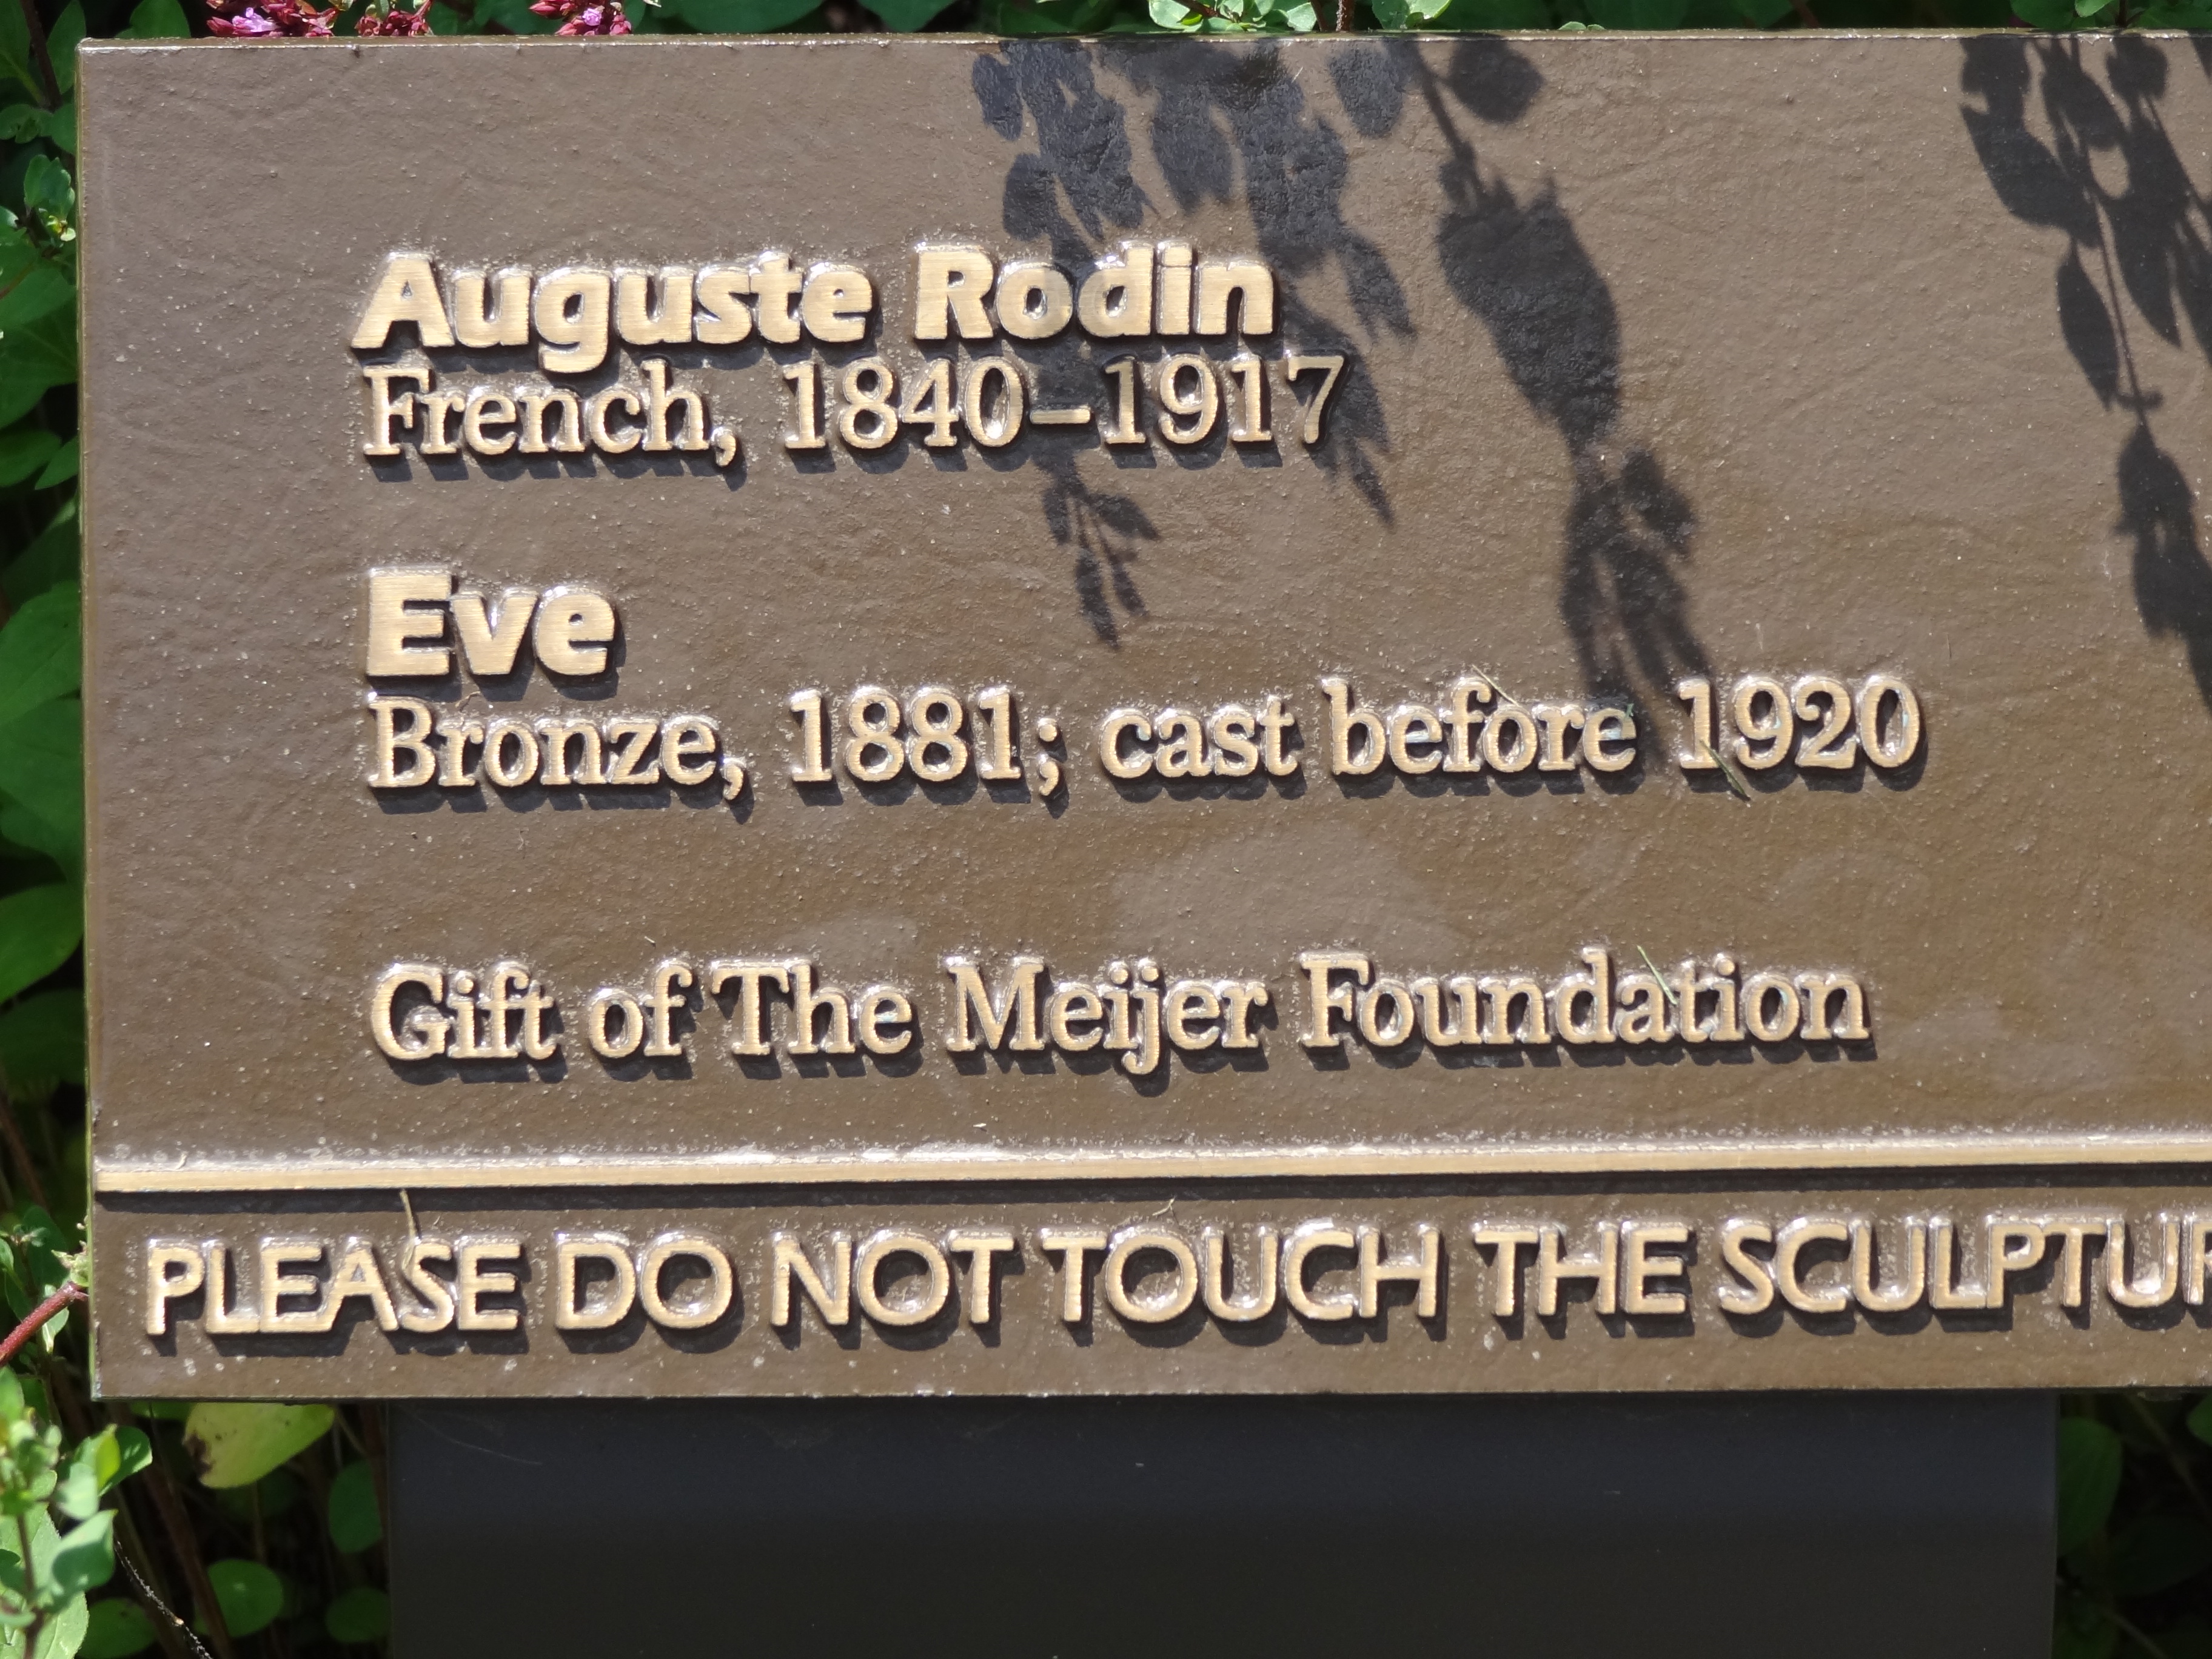 Auguste Rodin
French, 1840–1917
Eve
Bronze, 1881; cast before 1920
Gift of The Meijer Foundation
PLEASE DO NOT TOUCH THE SCULPTUR